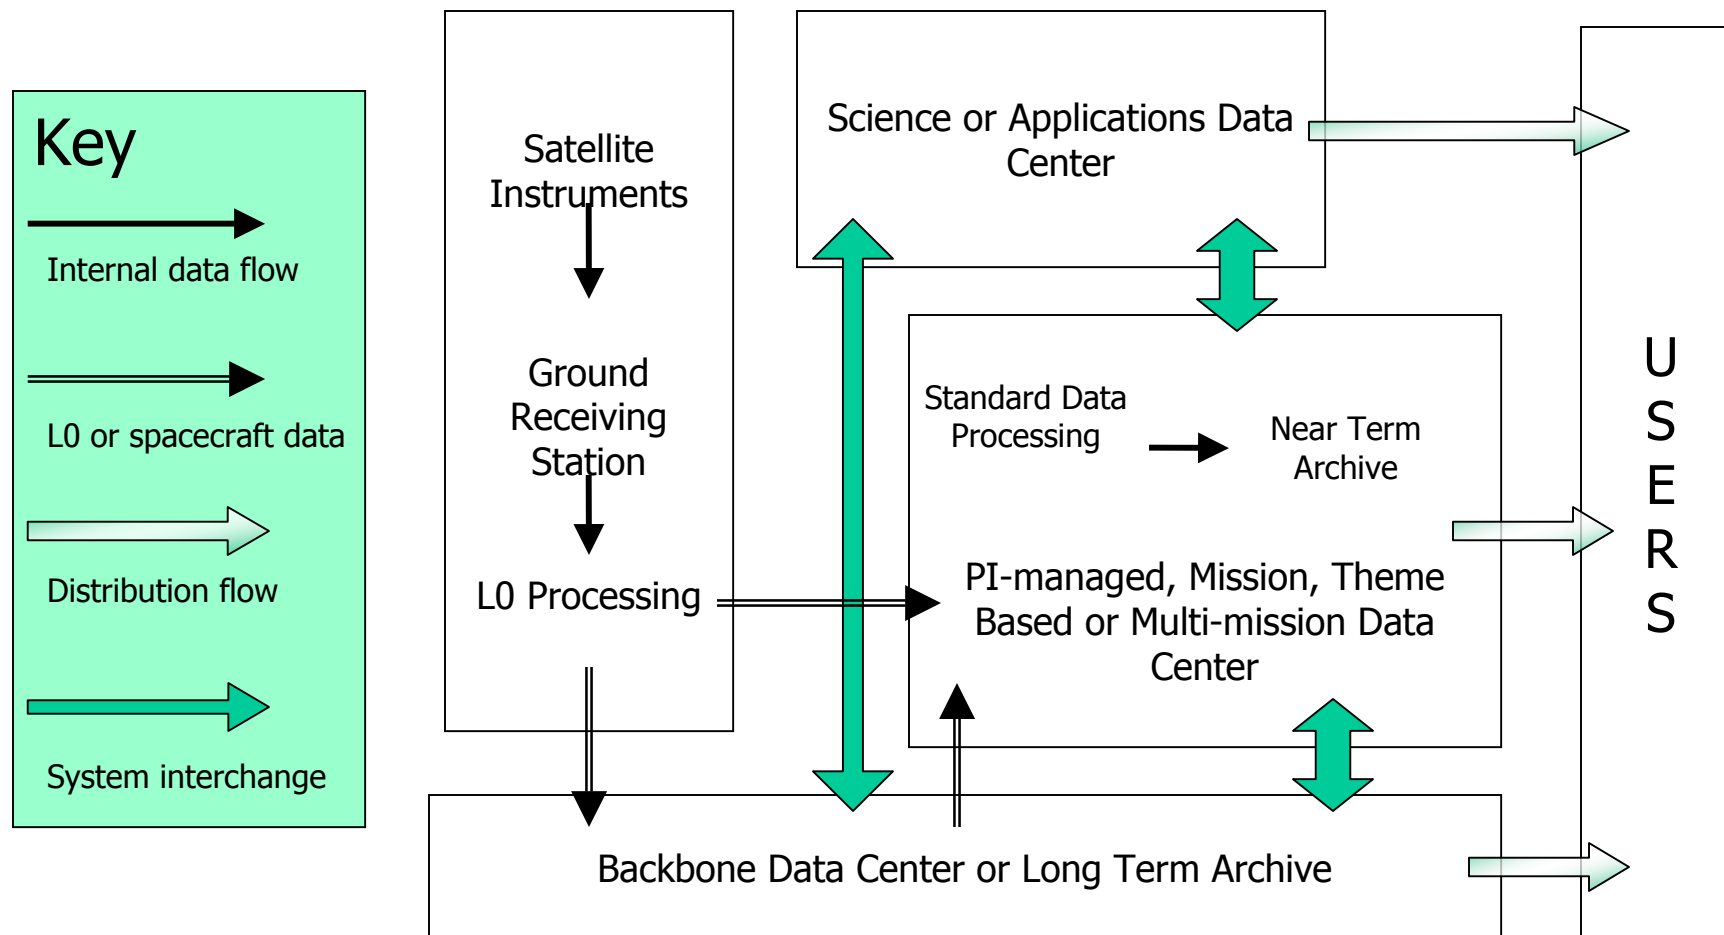 Key
Internal data flow
L0 or spacecraft data
Distribution flow
System interchange
Satellite
Instruments
Ground
Receiving
Station
L0 Processing
Science or Applications Data
Center
Standard Data
Processing
Near Term
Archive
PI-managed, Mission, Theme
Based or Multi-mission Data
Center
Backbone Data Center or Long Term Archive
U
S
E
R
S